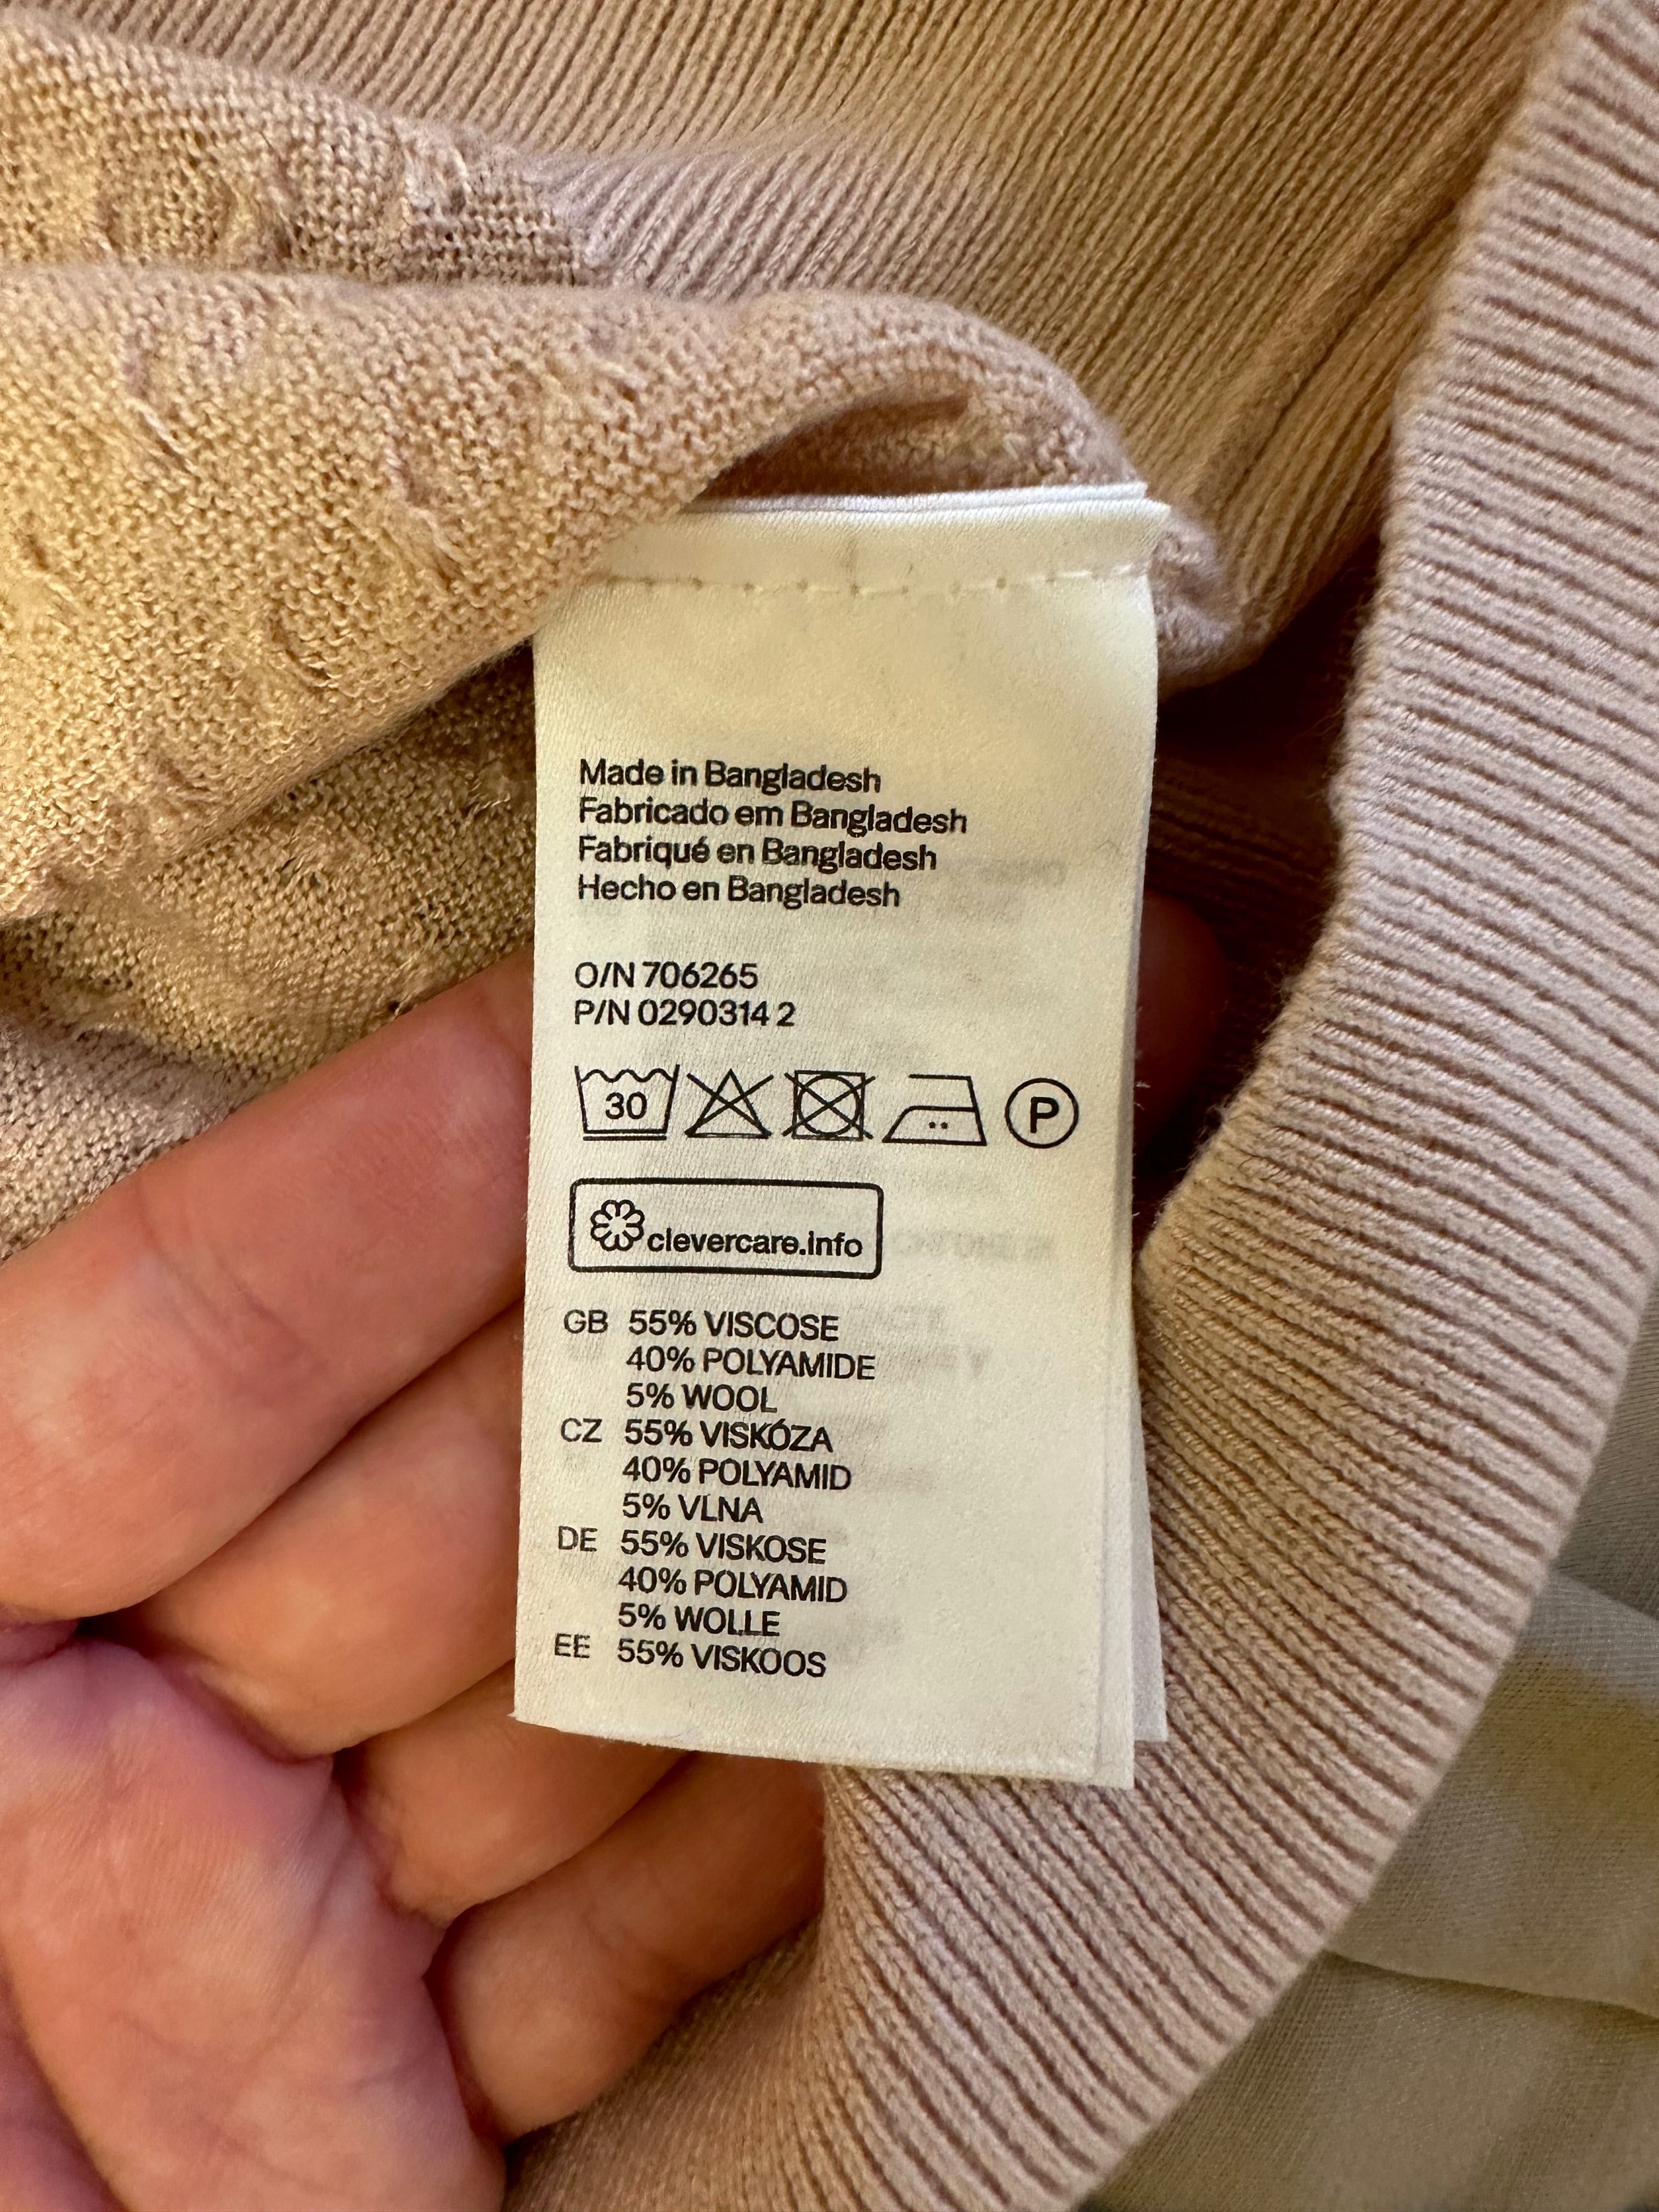 Made in Bangladesh
Fabricado em Bangladesh
Fabriqué en Bangladesh
Hecho en Bangladesh
O/N 706265
P/N 0290314 2
30 P
clevercare.info
GB 55% VISCOSE
40% POLYAMIDE
5% WOOL
CZ 55% VISKÓZA
40% POLYAMID
5% VLNA
DE 55% VISKOSE
40% POLYAMID
5% WOLLE
EE 55% VISKOOS